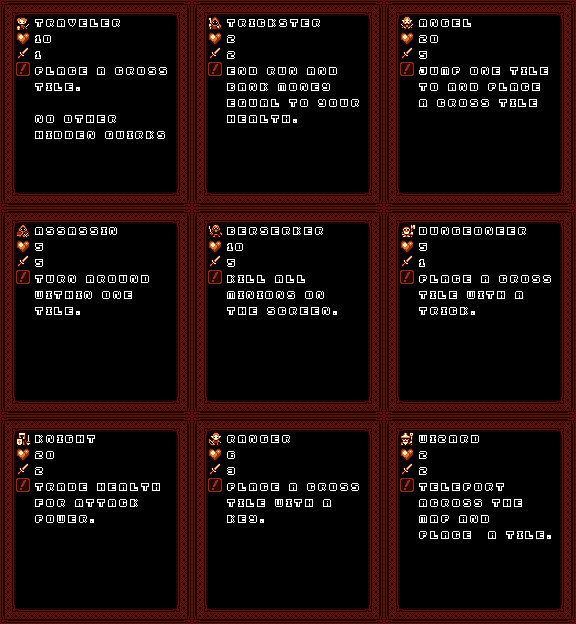 TRAVELER
10
1
PLACE A CROSS
TILE.
NO OTHER
HIDDEN QUIRKS
TRICKSTER
2
2
END RUN AND
BANK MONEY
EQUAL TO YOUR
HEALTH.
ANGEL
20
5
JUMP ONE TILE
TO AND PLACE
A CROSS TILE
ASSASSIN
5
5
TURN AROUND
WITHIN ONE
TILE.
BERSERKER
10
5
KILL ALL
MINIONS ON
THE SCREEN.
DUNGEONEER
5
1
PLACE A CROSS
TILE WITH A
TRICK.
KNIGHT
20
2
TRADE HEALTH
FOR ATTACK
POWER.
RANGER
6
3
PLACE A CROSS
TILE WITH A
KEY.
WIZARD
2
2
TELEPORT
ACROSS THE
MAP AND
PLACE A TILE.